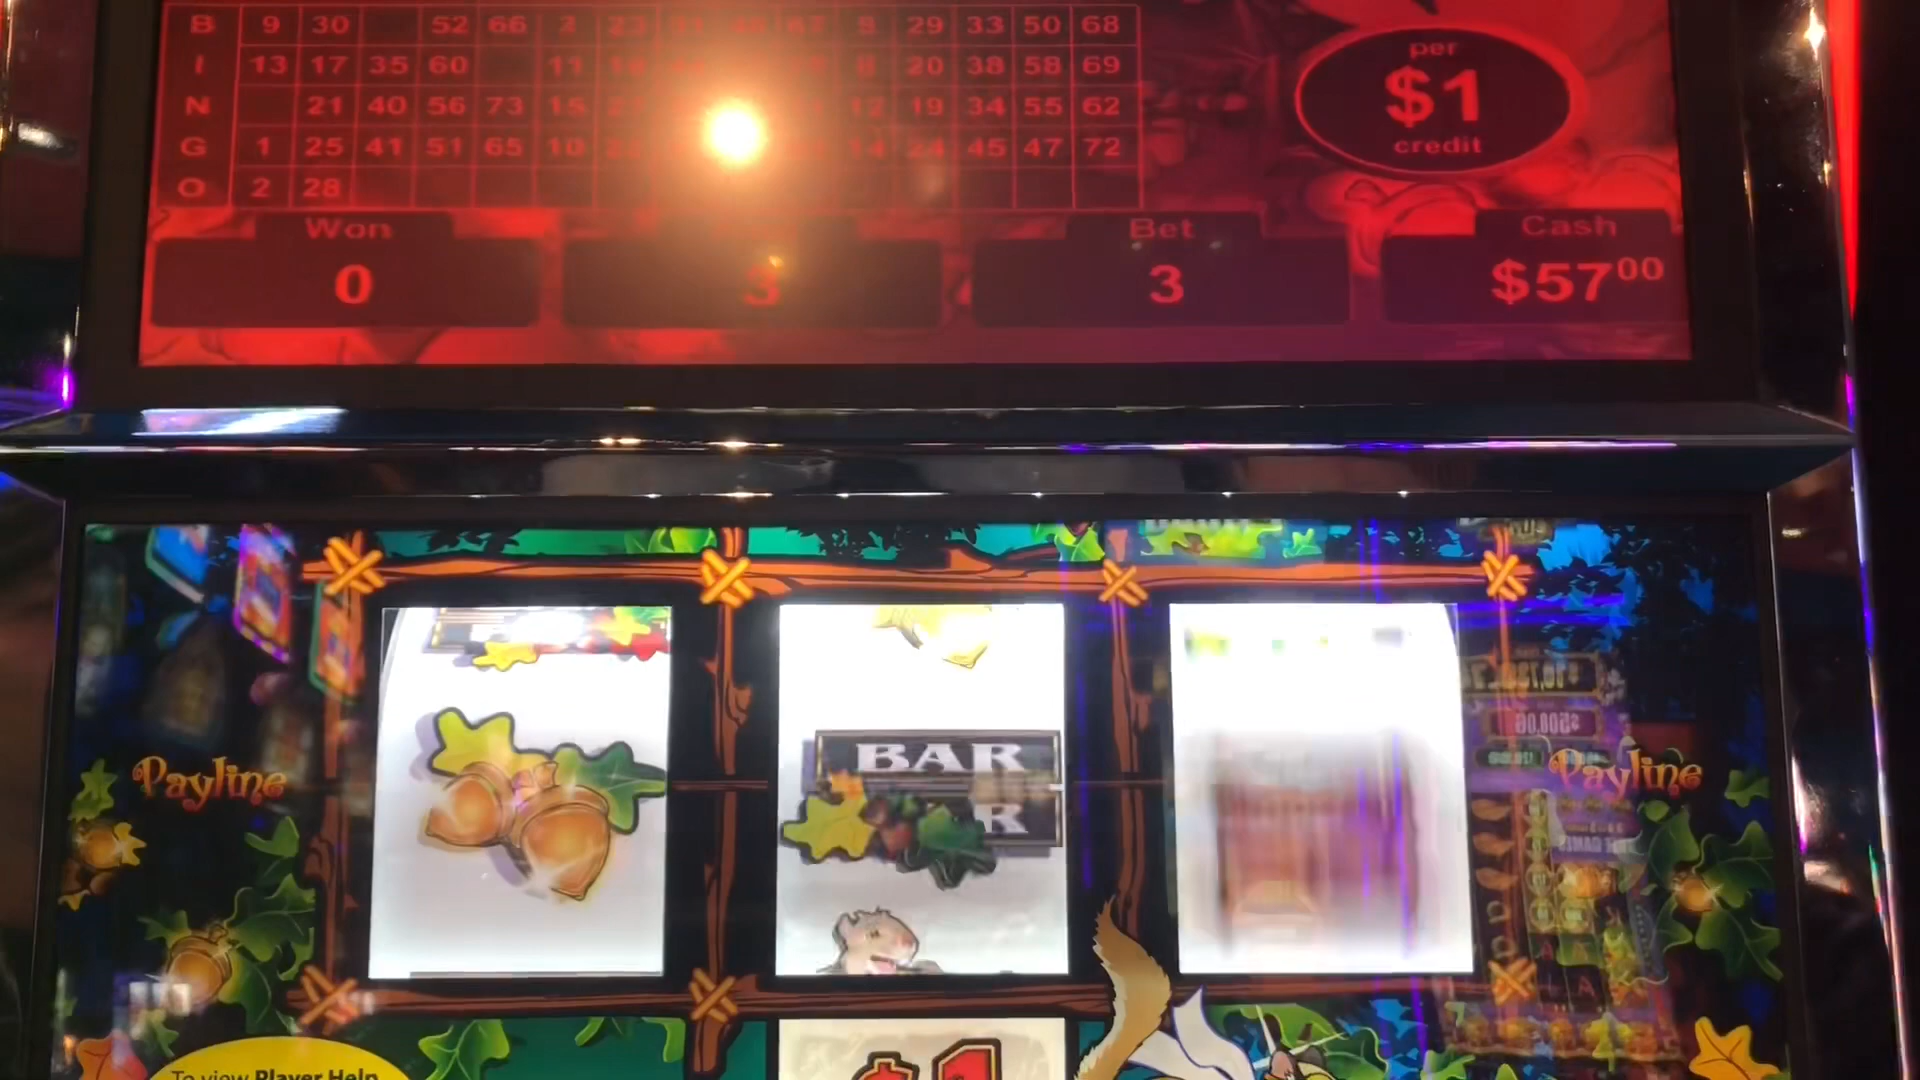 B 9 30 52 66 2 23 9 29 33 50 68
per
I 13 17 35 60 11 20 38 58 69
$1
N 21 40 56 73 15 12 19 34 55 62
G 1 25 41 51 65 10 14 24 45 47 72
credit
O 2 28
Won Bet Cash
0 3 3 $57 00
BAR
Payline Payline
R
To view Player Help
$1